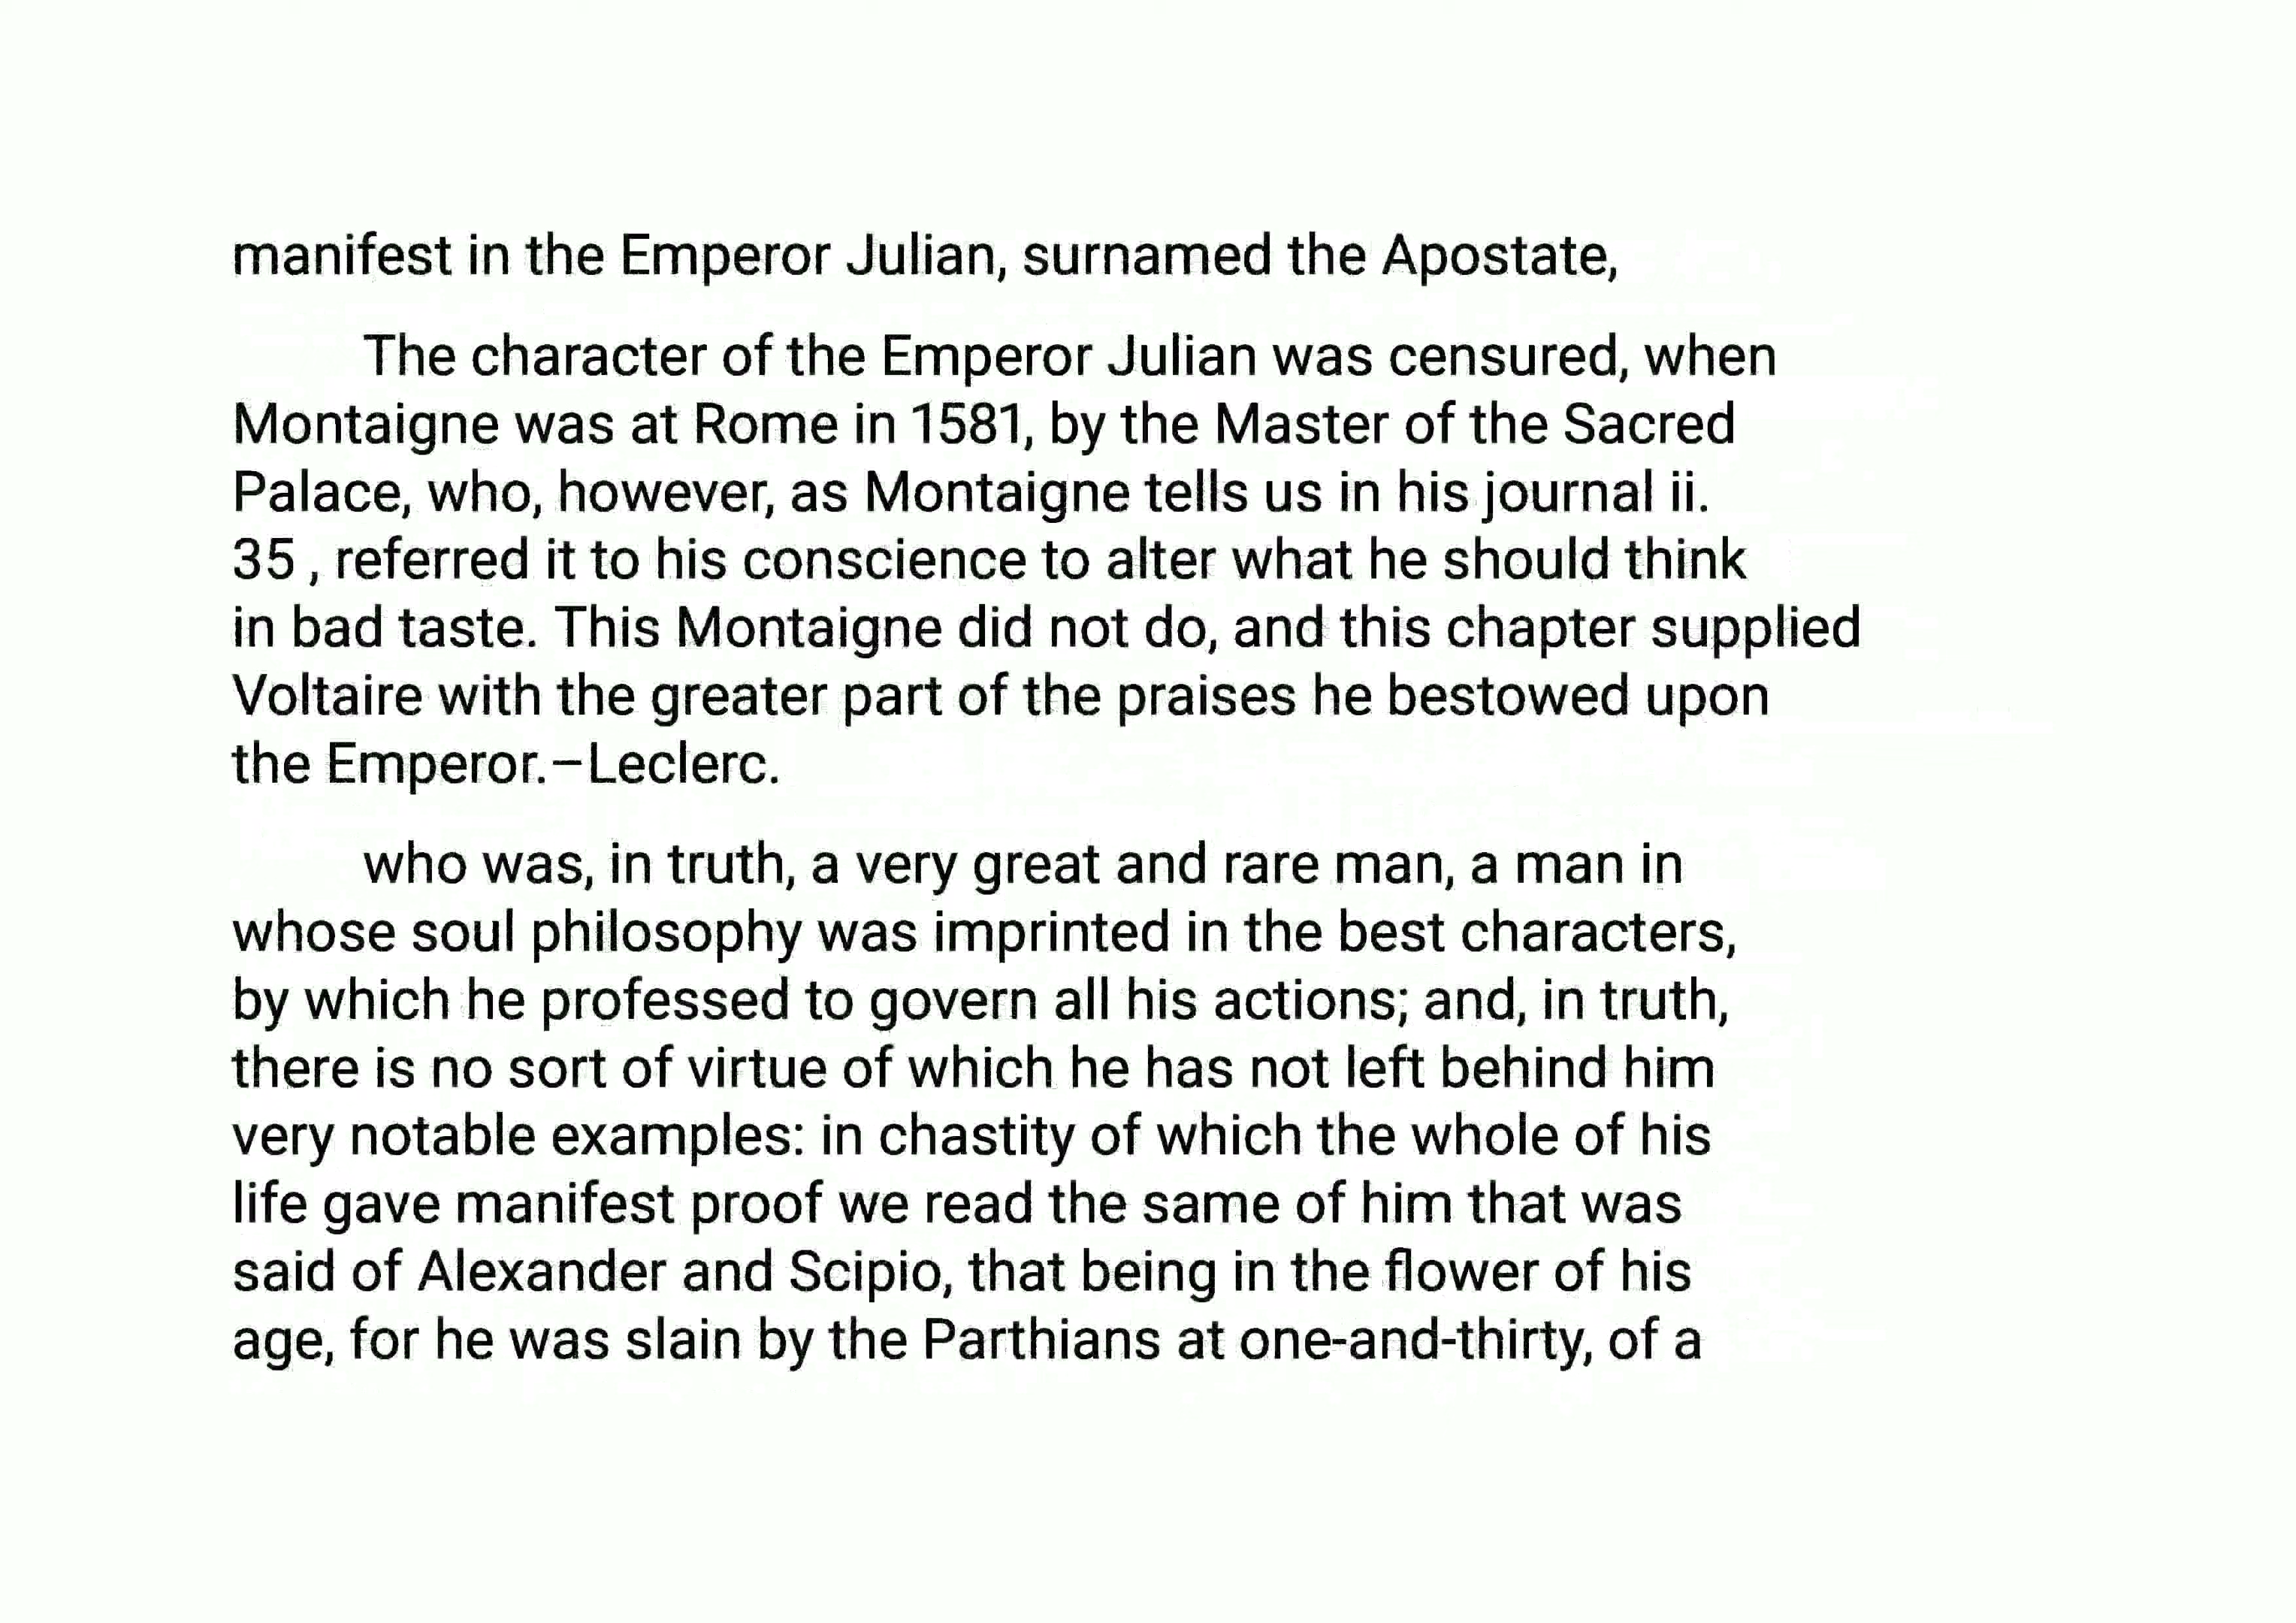 manifest in the Emperor Julian, surnamed the Apostate,
The character of the Emperor Julian was censured, when
Montaigne was at Rome in 1581, by the Master of the Sacred
Palace, who, however, as Montaigne tells us in his journal ii.
35 , referred it to his conscience to alter what he should think
in bad taste. This Montaigne did not do, and this chapter supplied
Voltaire with the greater part of the praises he bestowed upon
the Emperor.—Leclerc.
who was, in truth, a very great and rare man, a man in
whose soul philosophy was imprinted in the best characters,
by which he professed to govern all his actions; and, in truth,
there is no sort of virtue of which he has not left behind him
very notable examples: in chastity of which the whole of his
life gave manifest proof we read the same of him that was
said of Alexander and Scipio, that being in the flower of his
age, for he was slain by the Parthians at one-and-thirty, of a